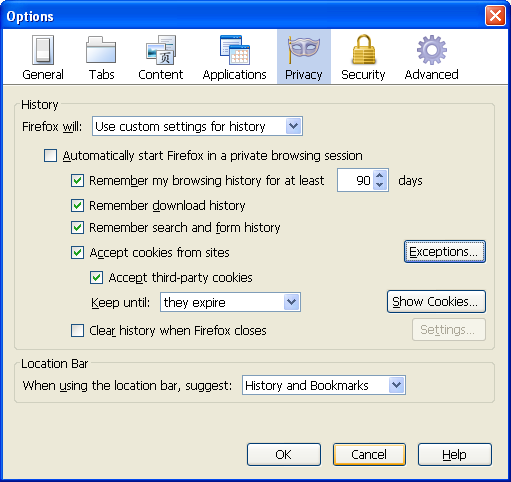 Options
General Tabs Content Applications Privacy Security Advanced
History
Firefox will: Use custom settings for history
Automatically start Firefox in a private browsing session
Remember my browsing history for at least 90 days
Remember download history
Remember search and form history
Accept cookies from sites Exceptions...
Accept third-party cookies
Keep until: they expire Show Cookies...
Clear history when Firefox closes Settings...
Location Bar
When using the location bar, suggest: History and Bookmarks
OK Cancel Help